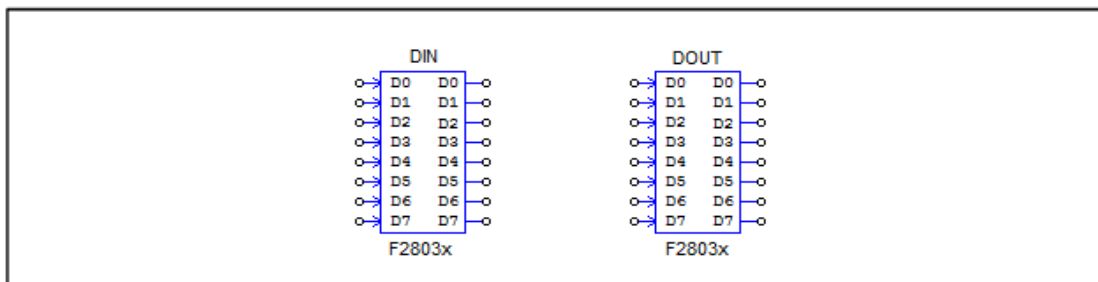 DIN DOUT
D0 D0 D0 D0
D1 D1 D1 D1
D2 D2 D2 D2
D3 D3 D3 D3
D4 D4 D4 D4
D5 D5 D5 D5
D6 D6 D6 D6
D7 D7 D7 D7
F2803x F2803x